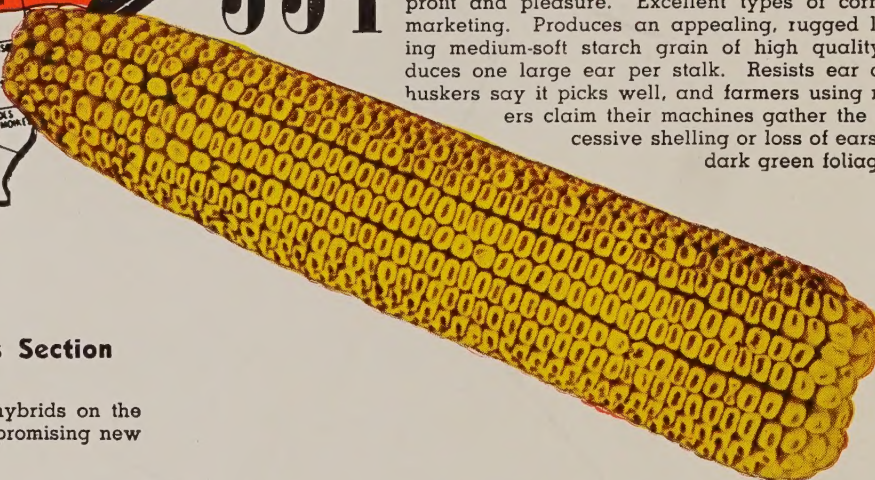 991
profit and pleasure. Excellent types of corn
marketing. Produces an appealing, rugged
ing medium-soft starch grain of high quality
duces one large ear per stalk. Resists ear
huskers say it picks well, and farmers using
ers claim their machines gather the
cessive shelling or loss of ears
dark green foliag
Section
hybrids on the
promising new